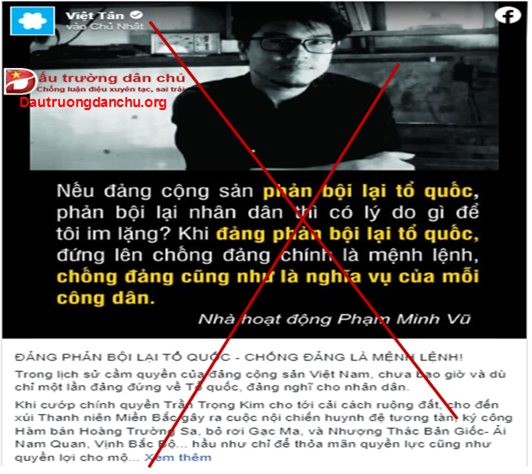 Việt Tân
vào Chủ Nhật
Đấu trường dân chủ
Chống luận điệu xuyên tạc, sai trái
Dautruongdanchu.org
Nếu đảng cộng sản phản bội lại tổ quốc,
phản bội lại nhân dân thì có lý do gì để
tôi im lặng? Khi đảng phản bội lại tổ quốc,
đứng lên chống đảng chính là mệnh lệnh,
chống đảng cũng như là nghĩa vụ của mỗi
công dân.
Nhà hoạt động Phạm Minh Vũ
ĐẢNG PHẢN BỘI LẠI TỔ QUỐC - CHỐNG ĐẢNG LÀ MỆNH LỆNH!
Trong lịch sử cầm quyền của đảng cộng sản Việt Nam, chưa bao giờ và dù
chỉ một lần đảng đứng về Tổ quốc, đảng nghĩ cho nhân dân.
Khi cướp chính quyền Trần Trọng Kim cho tới cải cách ruộng đất, cho đến
xúi Thanh niên Miền Bắc gây ra cuộc nội chiến huynh đệ tương tàn, ký công
Hàm bán Hoàng Trường Sa, bỏ rơi Gạc Ma, và Nhượng Thác Bản Giốc- Ải
Nam Quan, Vịnh Bắc Bộ... hầu như chỉ để thỏa mãn quyền lực cũng như
quyền lợi cho mộ... Xem thêm